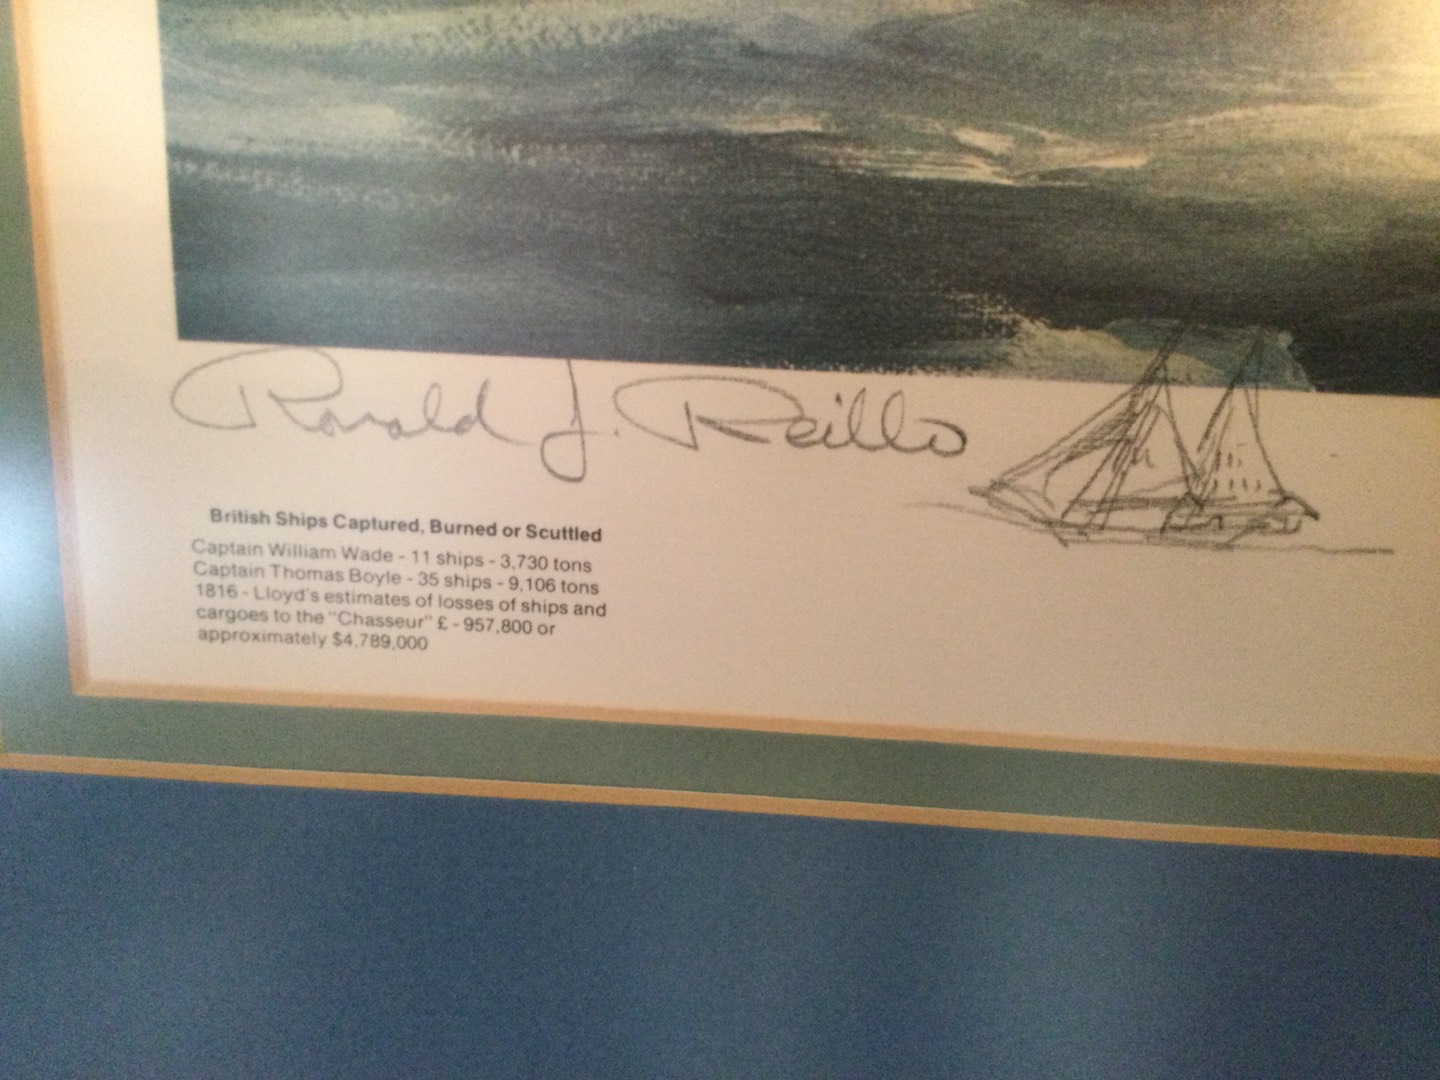 Ronald J. Reillo
British Ships Captured, Burned or Scuttled
Captain William Wade - 11 ships - 3,730 tons
Captain Thomas Boyle - 35 ships - 9,106 tons
1816 - Lloyd's estimates of losses of ships and
cargoes to the "Chasseur" £ - 957,800 or
approximately $4,789,000